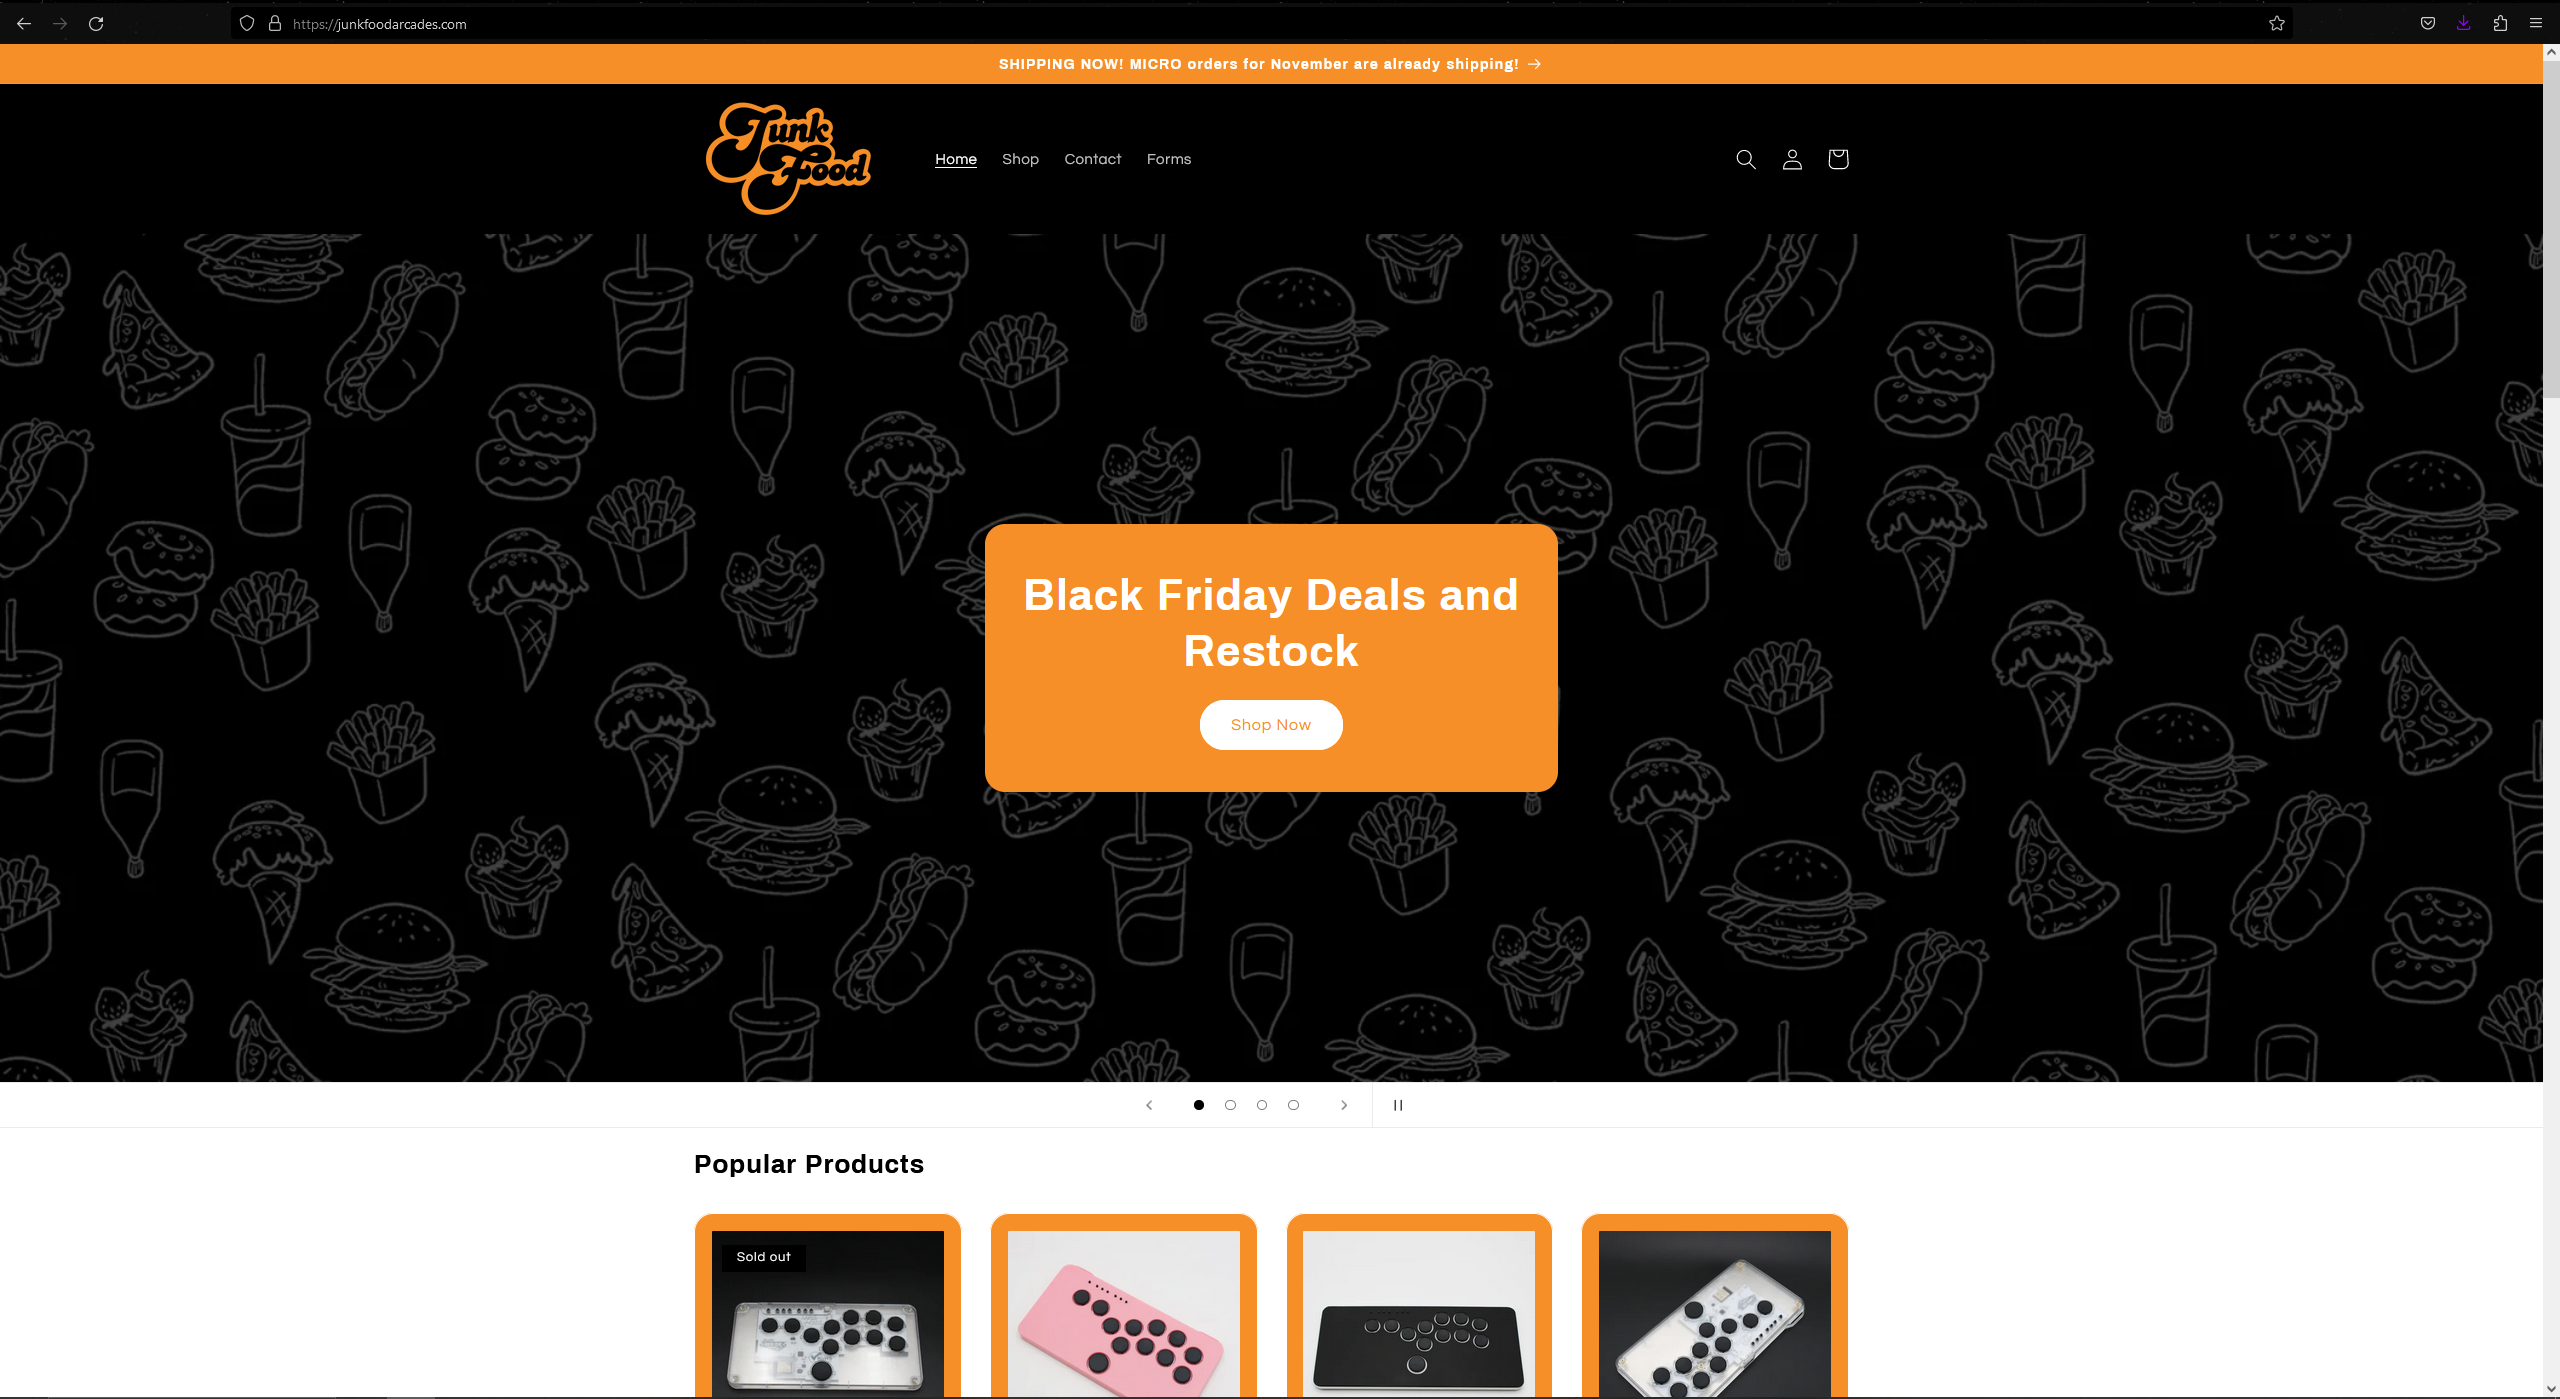 https://junkfoodarcades.com
SHIPPING NOW! MICRO orders for November are already shipping! →
Junk
Food
Home Shop Contact Forms
Black Friday Deals and
Restock
Shop Now
Popular Products
Sold out